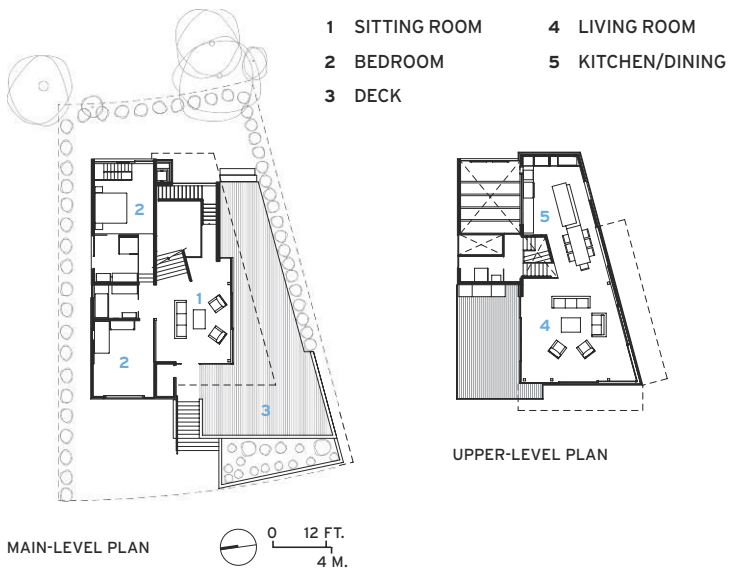 1 SITTING ROOM
2 BEDROOM
3 DECK
4 LIVING ROOM
5 KITCHEN/DINING
2
1
2
3
5
4
UPPER-LEVEL PLAN
MAIN-LEVEL PLAN
0 12 FT.
4 M.